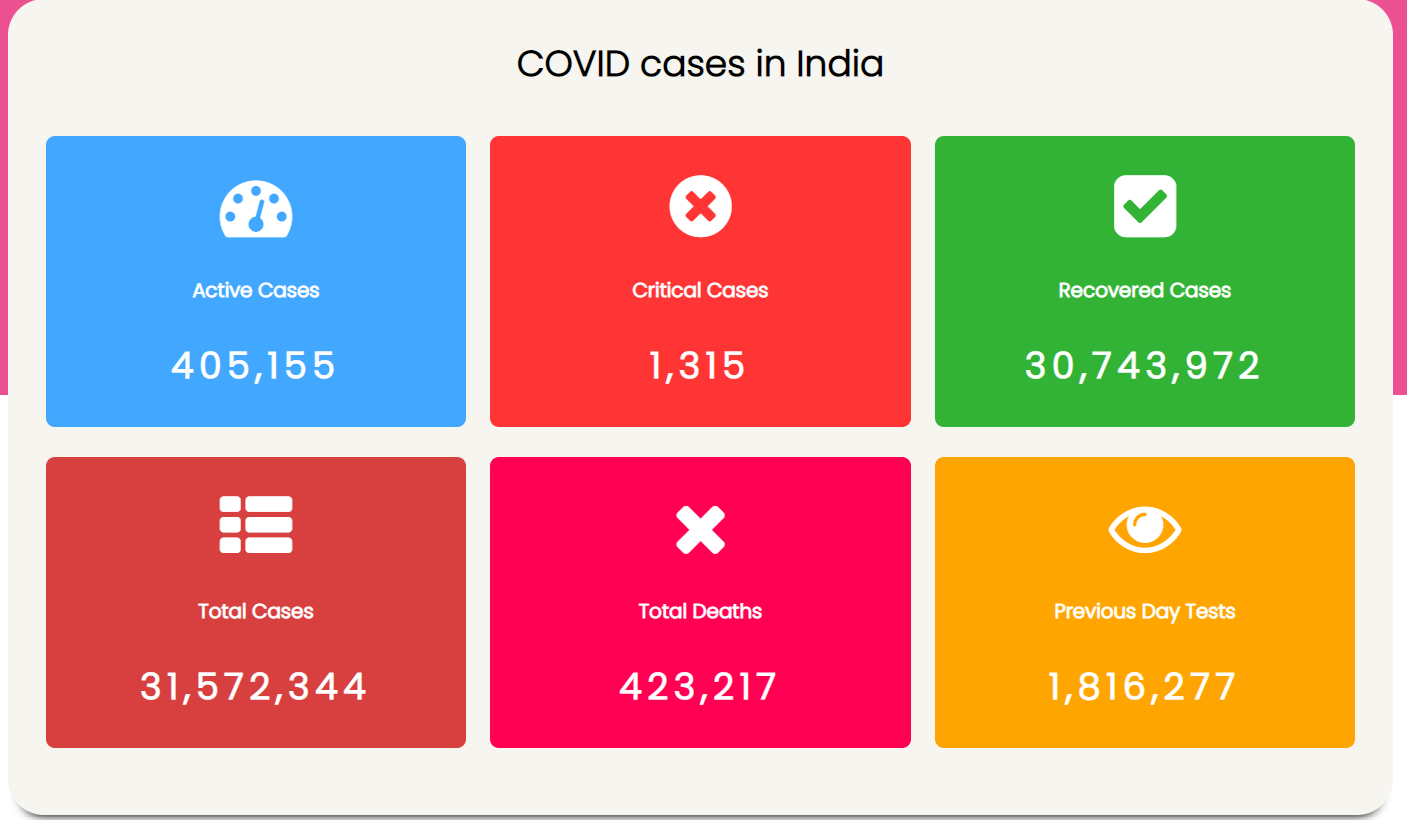 COVID cases in India
Active Cases
405,155
Critical Cases
1,315
Recovered Cases
30,743,972
Total Cases
31,572,344
Total Deaths
423,217
Previous Day Tests
1,816,277